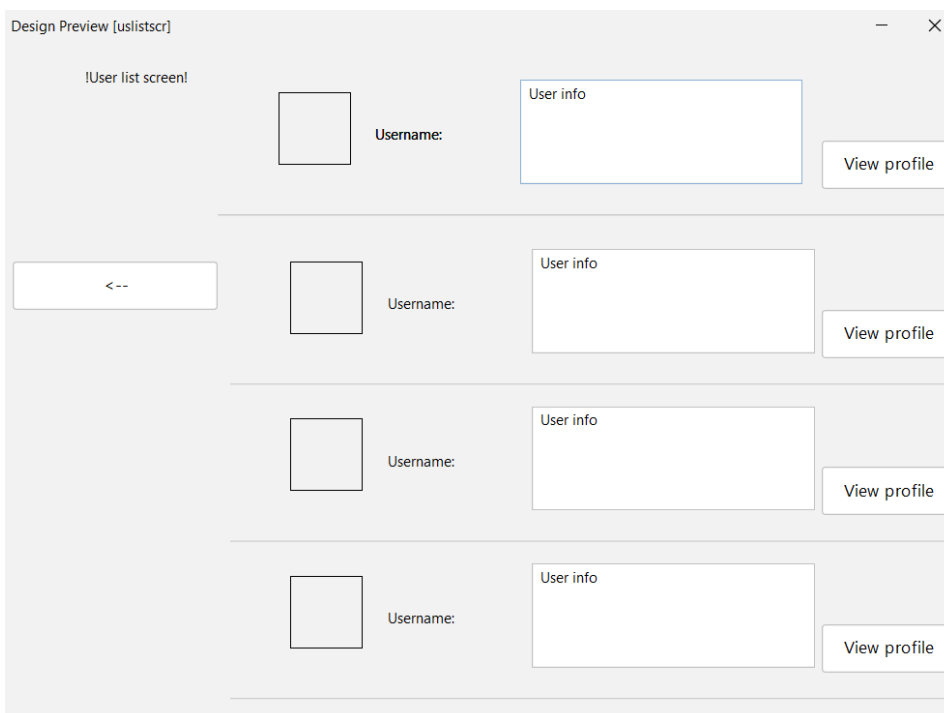 Design Preview [uslistscr]
!User list screen!
User info
Username:
View profile
<--
User info
Username:
View profile
User info
Username:
View profile
User info
Username:
View profile